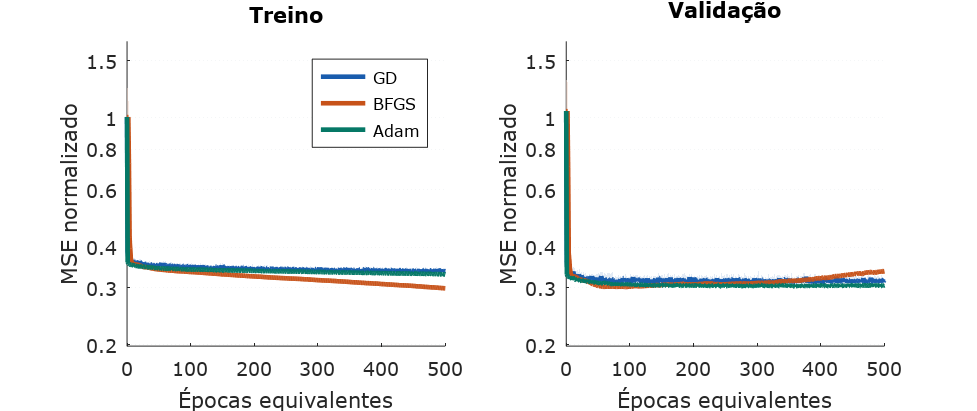 Treino
MSE normalizado
1.5
1
0.8
0.6
0.4
0.3
0.2
GD
BFGS
Adam
0 100 200 300 400 500
Épocas equivalentes
Validação
MSE normalizado
1.5
1
0.8
0.6
0.4
0.3
0.2
0 100 200 300 400 500
Épocas equivalentes